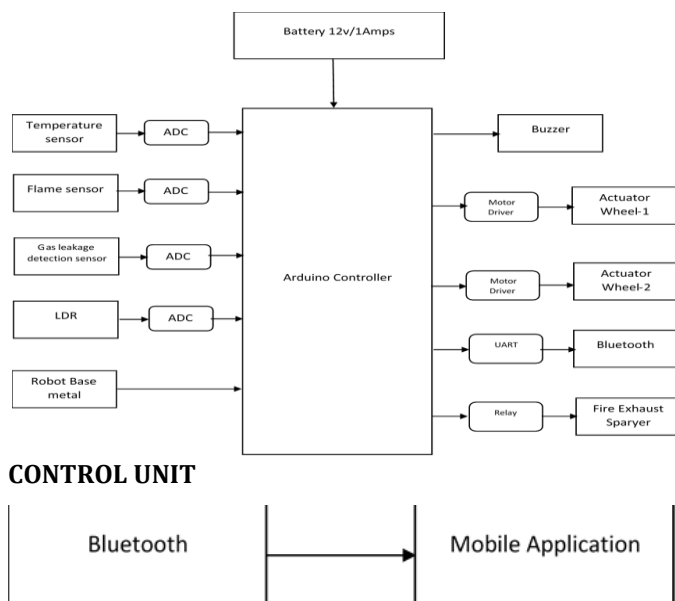 Battery 12v/1Amps
Temperature
sensor
ADC
Buzzer
Flame sensor
ADC
Motor
Driver
Actuator
Wheel-1
Gas leakage
detection sensor
ADC
Arduino Controller
Motor
Driver
Actuator
Wheel-2
LDR
ADC
UART
Bluetooth
Robot Base
metal
Relay
Fire Exhaust
Sparyer
CONTROL UNIT
Bluetooth
Mobile Application